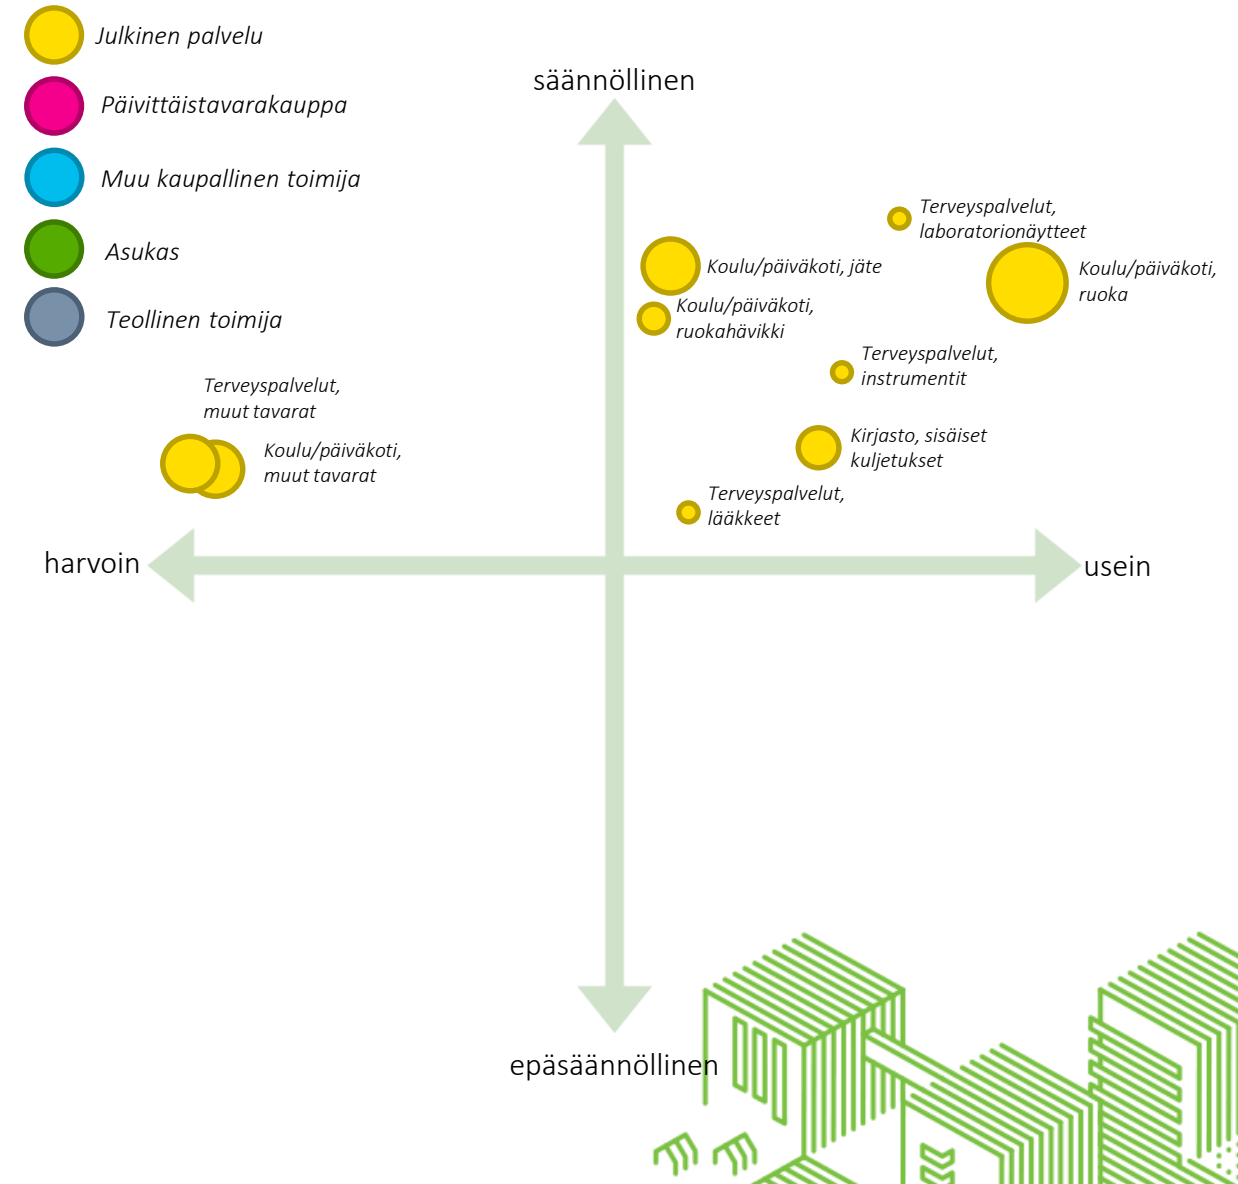 Julkinen palvelu
Päivittäistavarakauppa
Muu kaupallinen toimija
Asukas
Teollinen toimija
säännöllinen
Terveyspalvelut,
laboratorionäytteet
Koulu/päiväkoti, jäte
Koulu/päiväkoti,
ruoka
Koulu/päiväkoti,
ruokahävikki
Terveyspalvelut,
instrumentit
Terveyspalvelut,
muut tavarat
Koulu/päiväkoti,
muut tavarat
Kirjasto, sisäiset
kuljetukset
Terveyspalvelut,
lääkkeet
harvoin
usein
epäsäännöllinen